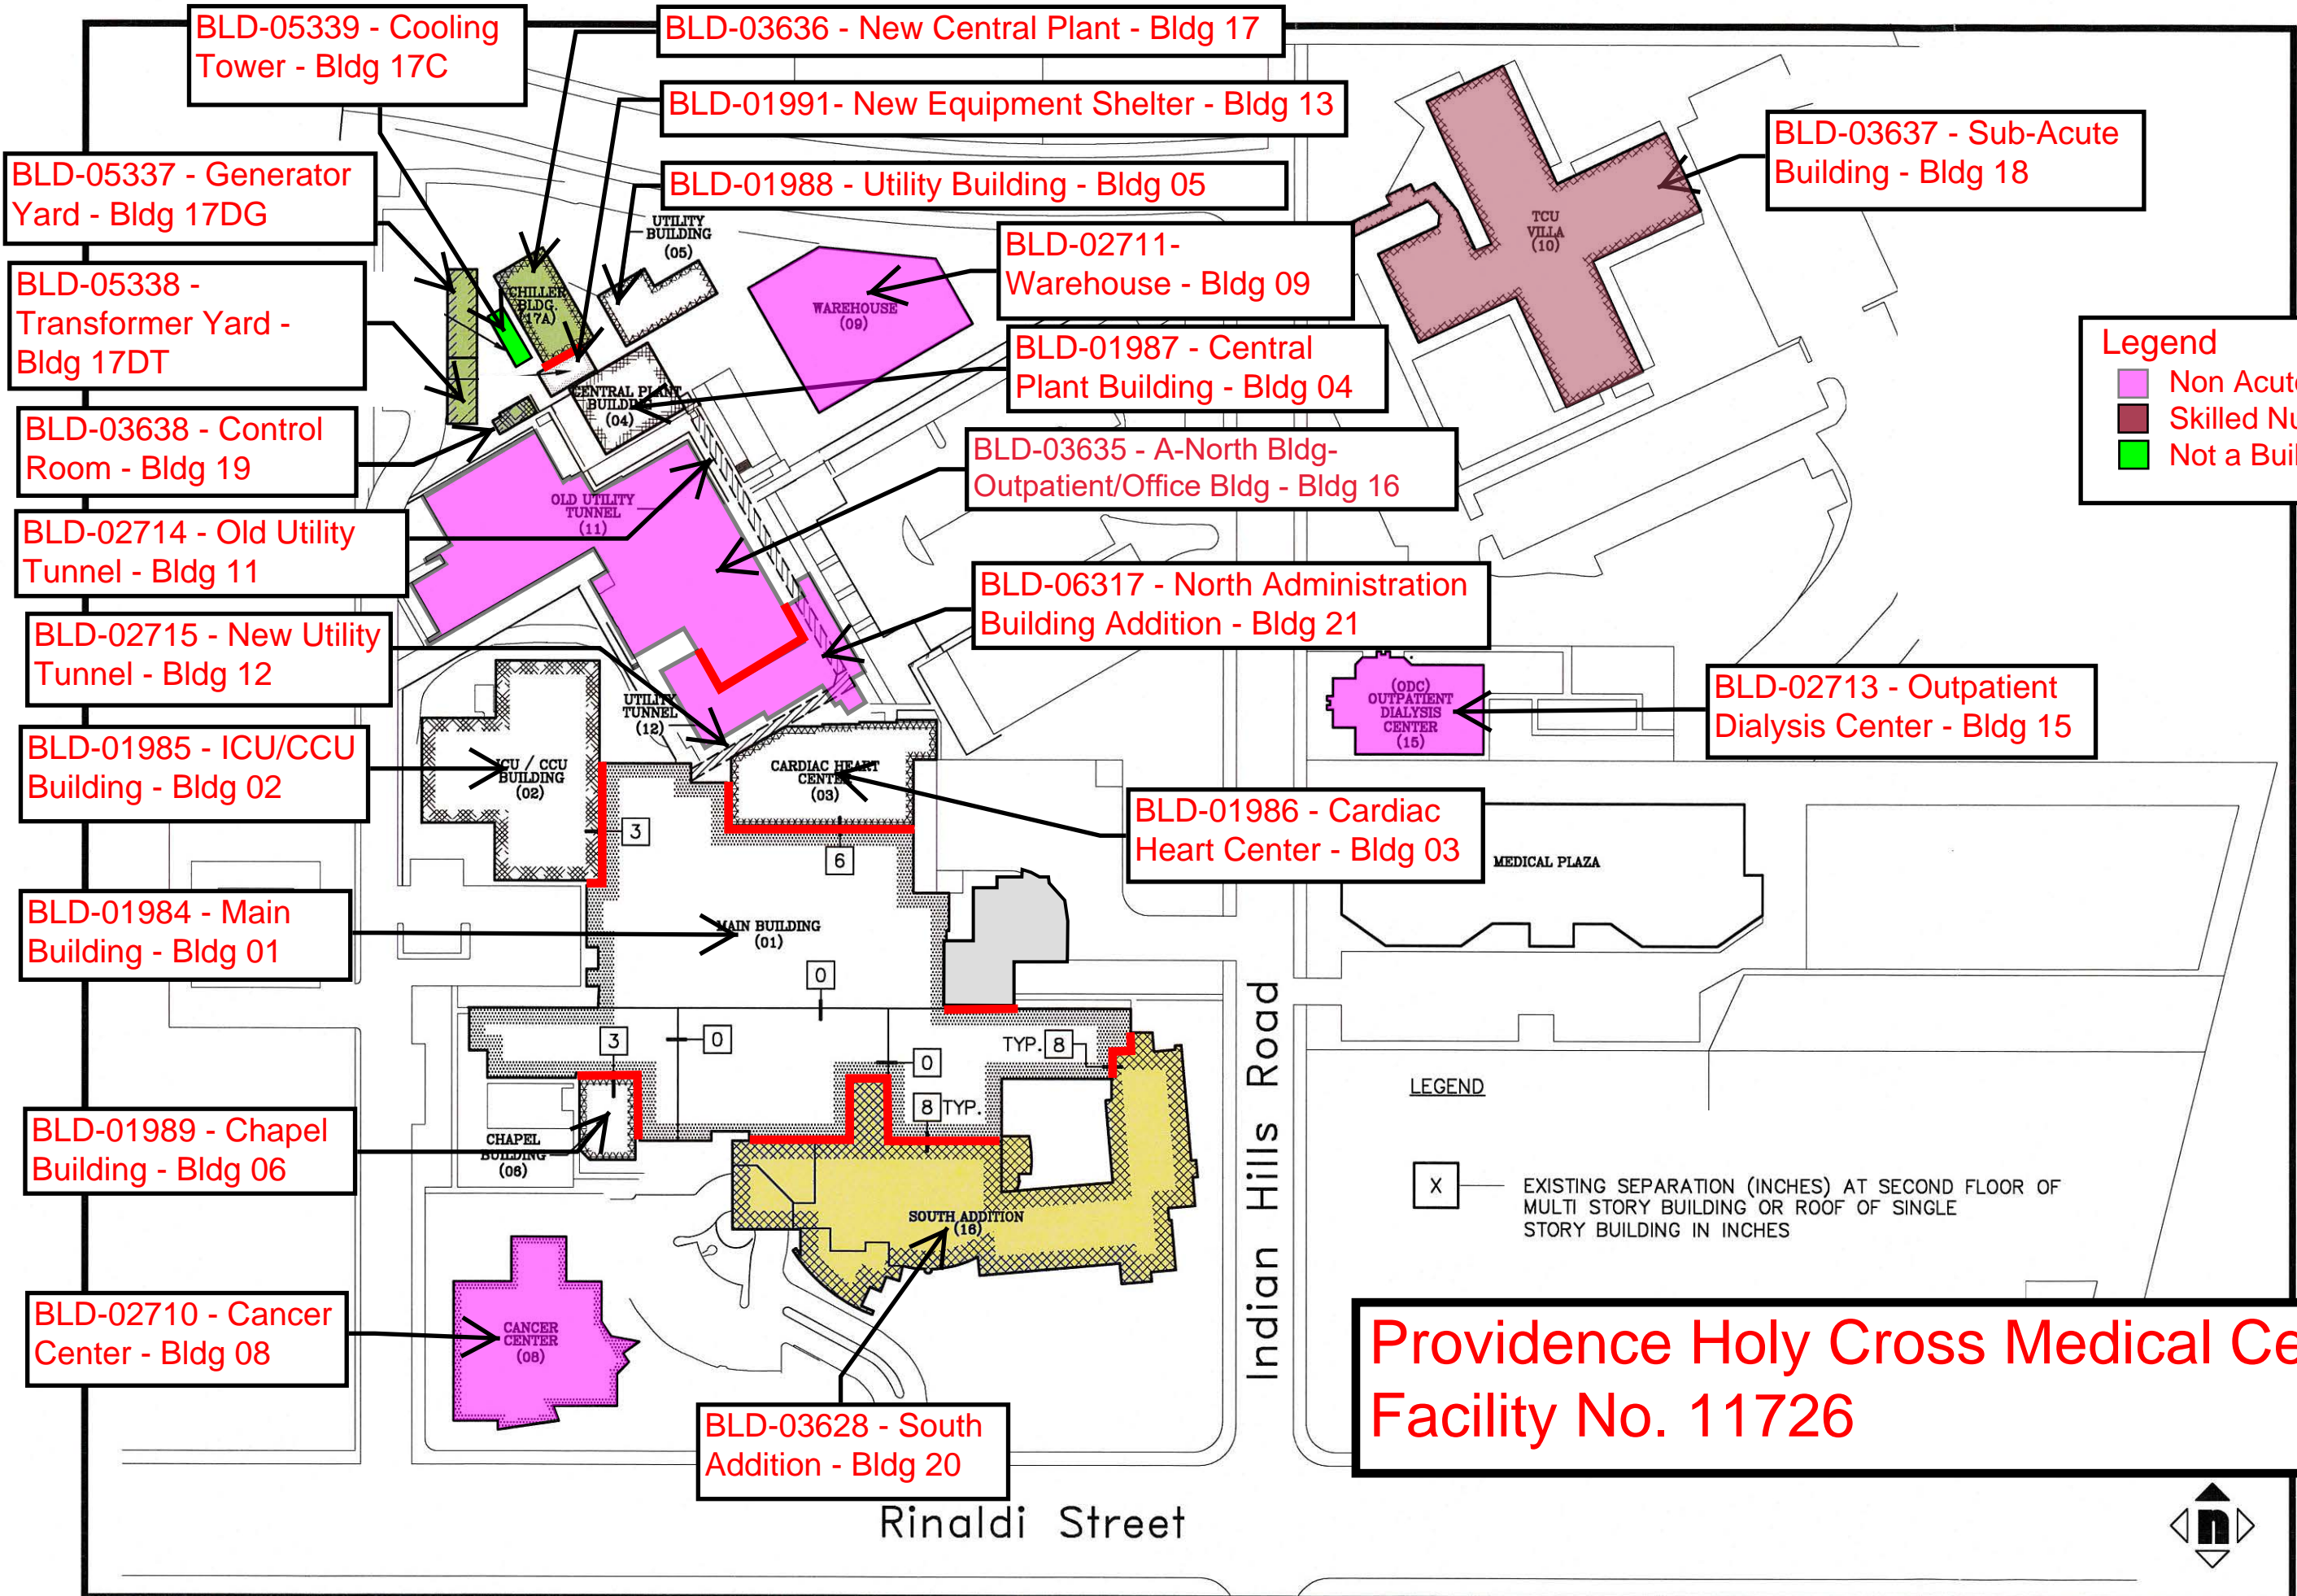 BLD-05339 - Cooling
Tower - Bldg 17C
BLD-03636 - New Central Plant - Bldg 17
BLD-01991- New Equipment Shelter - Bldg 13
BLD-01988 - Utility Building - Bldg 05
BLD-03637 - Sub-Acute
Building - Bldg 18
BLD-05337 - Generator
Yard - Bldg 17DG
BLD-05338 -
Transformer Yard -
Bldg 17DT
BLD-03638 - Control
Room - Bldg 19
BLD-02714 - Old Utility
Tunnel - Bldg 11
BLD-02715 - New Utility
Tunnel - Bldg 12
BLD-01985 - ICU/CCU
Building - Bldg 02
BLD-01984 - Main
Building - Bldg 01
BLD-01989 - Chapel
Building - Bldg 06
BLD-02710 - Cancer
Center - Bldg 08
BLD-02711-
Warehouse - Bldg 09
BLD-01987 - Central
Plant Building - Bldg 04
BLD-03635 - A-North Bldg-
Outpatient/Office Bldg - Bldg 16
BLD-06317 - North Administration
Building Addition - Bldg 21
BLD-02713 - Outpatient
Dialysis Center - Bldg 15
BLD-01986 - Cardiac
Heart Center - Bldg 03
BLD-03628 - South
Addition - Bldg 20
UTILITY
BUILDING
(05)
CHILLER
BLDG.
(17A)
WAREHOUSE
(09)
TCU
VILLA
(10)
CENTRAL PLANT
BUILDING
(04)
OLD UTILITY
TUNNEL
(11)
UTILITY
TUNNEL
(12)
ICU / CCU
BUILDING
(02)
CARDIAC HEART
CENTER
(03)
(ODC)
OUTPATIENT
DIALYSIS
CENTER
(15)
MEDICAL PLAZA
MAIN BUILDING
(01)
3
6
0
3
0
0
TYP. 8
8 TYP.
CHAPEL
BUILDING
(06)
SOUTH ADDITION
(16)
CANCER
CENTER
(08)
Legend
Non Acute
Skilled Nu
Not a Buil
LEGEND
X
EXISTING SEPARATION (INCHES) AT SECOND FLOOR OF
MULTI STORY BUILDING OR ROOF OF SINGLE
STORY BUILDING IN INCHES
Indian Hills Road
Rinaldi Street
Providence Holy Cross Medical Ce
Facility No. 11726
n